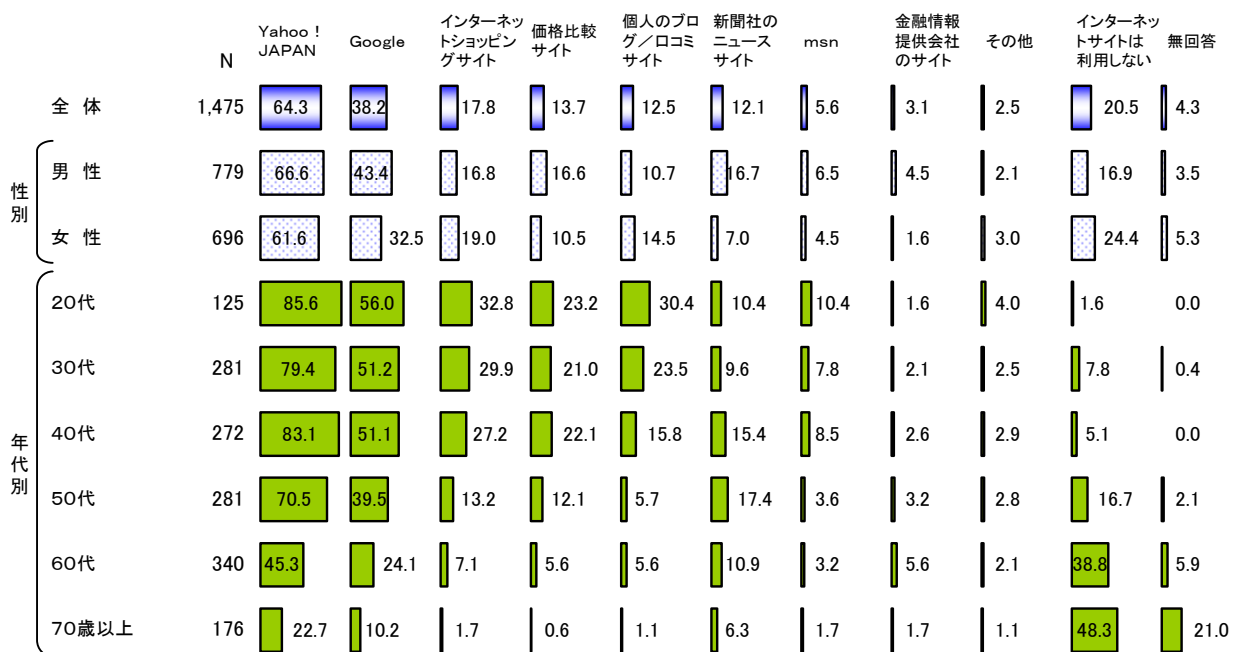 N Yahoo！JAPAN Google インターネットショッピングサイト 価格比較サイト 個人のブログ／口コミサイト 新聞社のニュースサイト msn 金融情報提供会社のサイト その他 インターネットサイトは利用しない 無回答
全 体 1,475 64.3 38.2 17.8 13.7 12.5 12.1 5.6 3.1 2.5 20.5 4.3
性別
男 性 779 66.6 43.4 16.8 16.6 10.7 16.7 6.5 4.5 2.1 16.9 3.5
女 性 696 61.6 32.5 19.0 10.5 14.5 7.0 4.5 1.6 3.0 24.4 5.3
年代別
20代 125 85.6 56.0 32.8 23.2 30.4 10.4 10.4 1.6 4.0 1.6 0.0
30代 281 79.4 51.2 29.9 21.0 23.5 9.6 7.8 2.1 2.5 7.8 0.4
40代 272 83.1 51.1 27.2 22.1 15.8 15.4 8.5 2.6 2.9 5.1 0.0
50代 281 70.5 39.5 13.2 12.1 5.7 17.4 3.6 3.2 2.8 16.7 2.1
60代 340 45.3 24.1 7.1 5.6 5.6 10.9 3.2 5.6 2.1 38.8 5.9
70歳以上 176 22.7 10.2 1.7 0.6 1.1 6.3 1.7 1.7 1.1 48.3 21.0